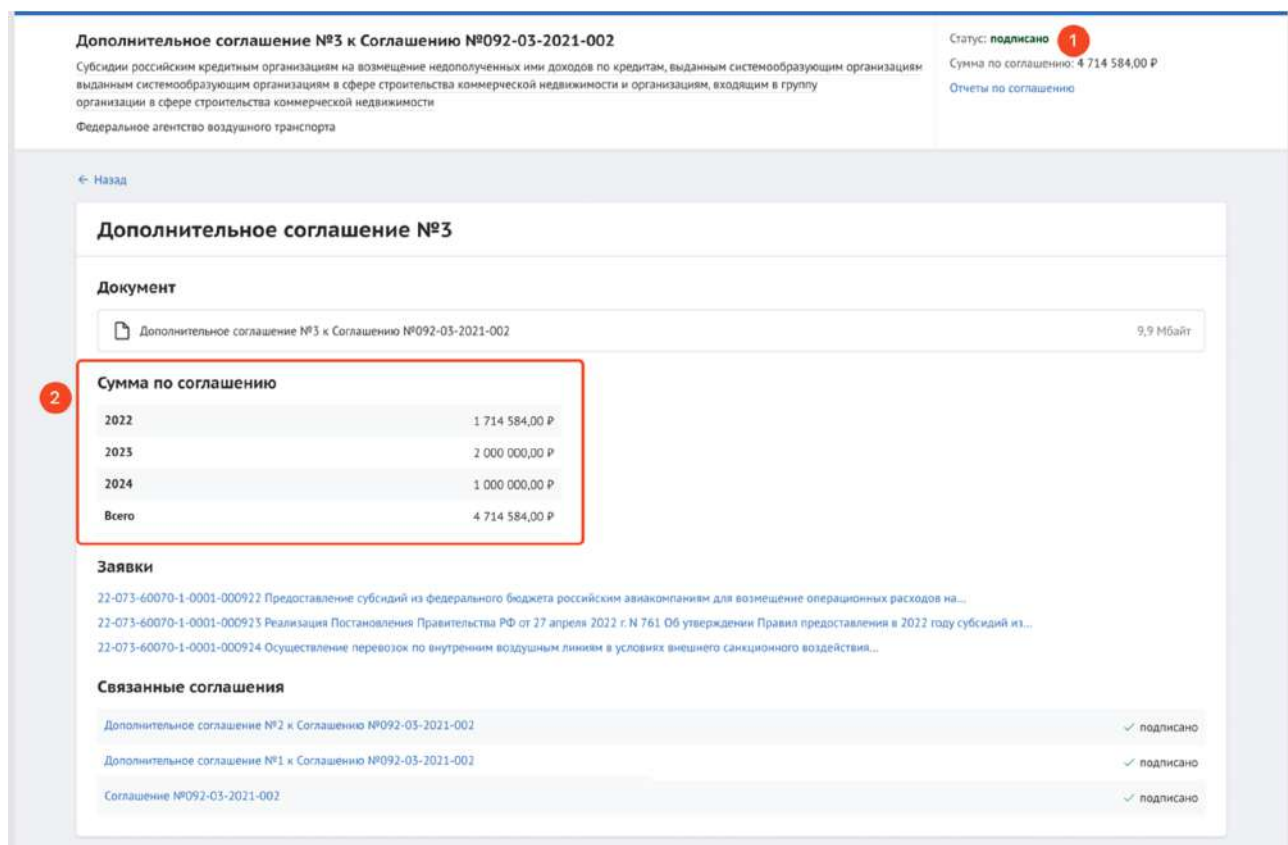 Дополнительное соглашение №3 к Соглашению №092-03-2021-002
Субсидии российским кредитным организациям на возмещение недополученных ими доходов по кредитам, выданным системообразующим организациям
выданным системообразующим организациям в сфере строительства коммерческой недвижимости и организациям, входящим в группу
организации в сфере строительства коммерческой недвижимости
Федеральное агентство воздушного транспорта
Статус: подписано 1
Сумма по соглашению: 4 714 584,00 ₽
Отчеты по соглашению
← Назад
Дополнительное соглашение №3
Документ
Дополнительное соглашение №3 к Соглашению №092-03-2021-002 9,9 Мбайт
2
Сумма по соглашению
2022 1 714 584,00 ₽
2023 2 000 000,00 ₽
2024 1 000 000,00 ₽
Всего 4 714 584,00 ₽
Заявки
22-073-60070-1-0001-000922 Предоставление субсидий из федерального бюджета российским авиакомпаниям для возмещение операционных расходов на...
22-073-60070-1-0001-000923 Реализация Постановления Правительства РФ от 27 апреля 2022 г. N 761 Об утверждении Правил предоставления в 2022 году субсидий из...
22-073-60070-1-0001-000924 Осуществление перевозок по внутренним воздушным линиям в условиях внешнего санкционного воздействия...
Связанные соглашения
Дополнительное соглашение №2 к Соглашению №092-03-2021-002 ✓ подписано
Дополнительное соглашение №1 к Соглашению №092-03-2021-002 ✓ подписано
Соглашение №092-03-2021-002 ✓ подписано